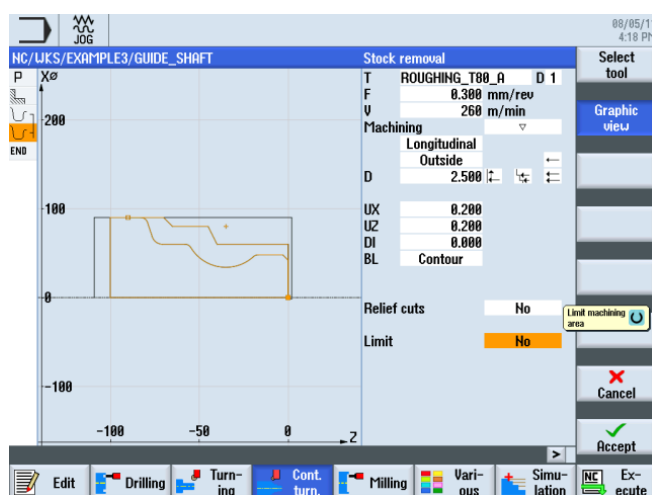 08/05/1
4:18 PM
JOG
NC/WKS/EXAMPLE3/GUIDE_SHAFT
Stock removal
Select
tool
P
Xø
T ROUGHING_T80_A D 1
F 0.300 mm/rev
V 260 m/min
Machining ▽
Graphic
view
200
END
Longitudinal
Outside ←
D 2.500
100
UX 0.200
UZ 0.200
DI 0.000
BL Contour
0
Relief cuts No
Limit machining
area
Limit No
-100
Cancel
-100 -50 0 Z
Accept
>
Edit
Drilling
Turn-
ing
Cont.
turn.
Milling
Vari-
ous
Simu-
lation
NC
Ex-
ecute